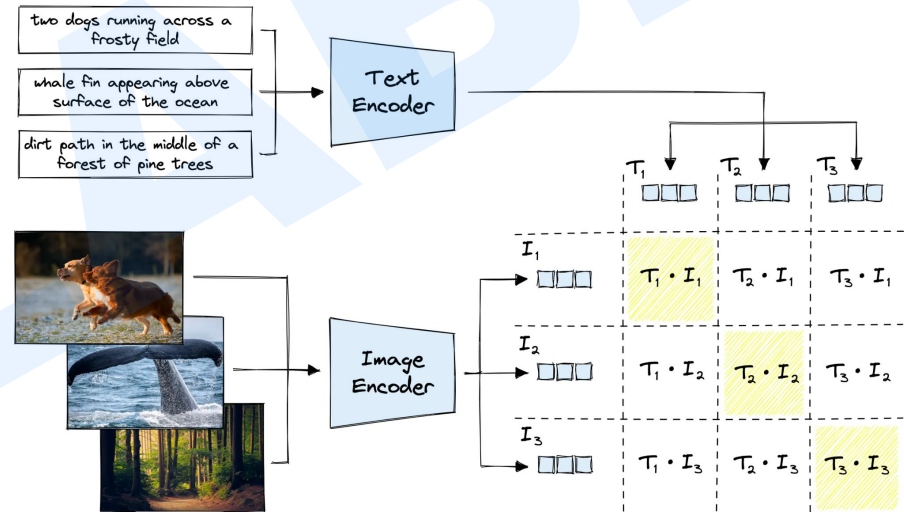 two dogs running across a
frosty field
whale fin appearing above
surface of the ocean
dirt path in the middle of a
forest of pine trees
Text
Encoder
T₁ T₂ T₃
I₁
T₁ · I₁ T₂ · I₁ T₃ · I₁
Image
Encoder
I₂
T₁ · I₂ T₂ · I₂ T₃ · I₂
I₃
T₁ · I₃ T₂ · I₃ T₃ · I₃